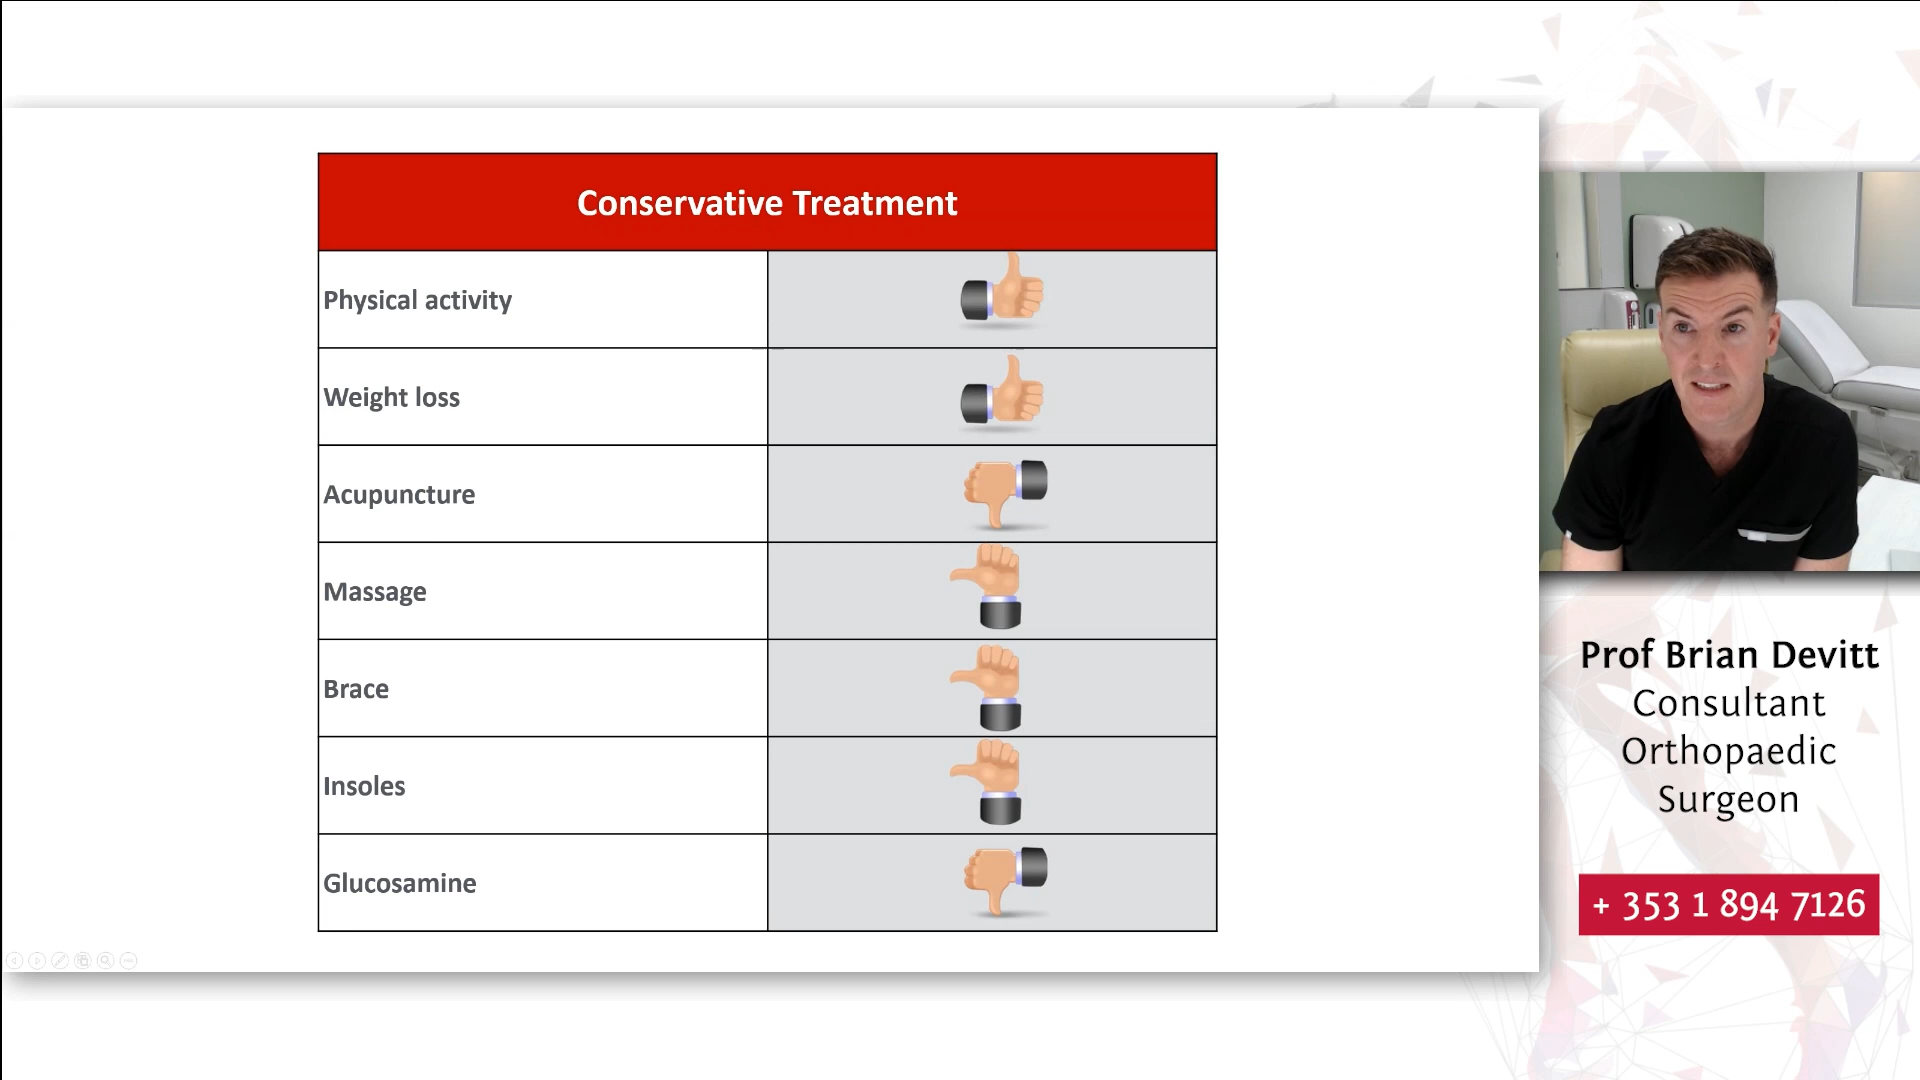 Conservative Treatment
Physical activity
Weight loss
Acupuncture
Massage
Brace
Insoles
Glucosamine
Prof Brian Devitt
Consultant
Orthopaedic
Surgeon
+ 353 1 894 7126